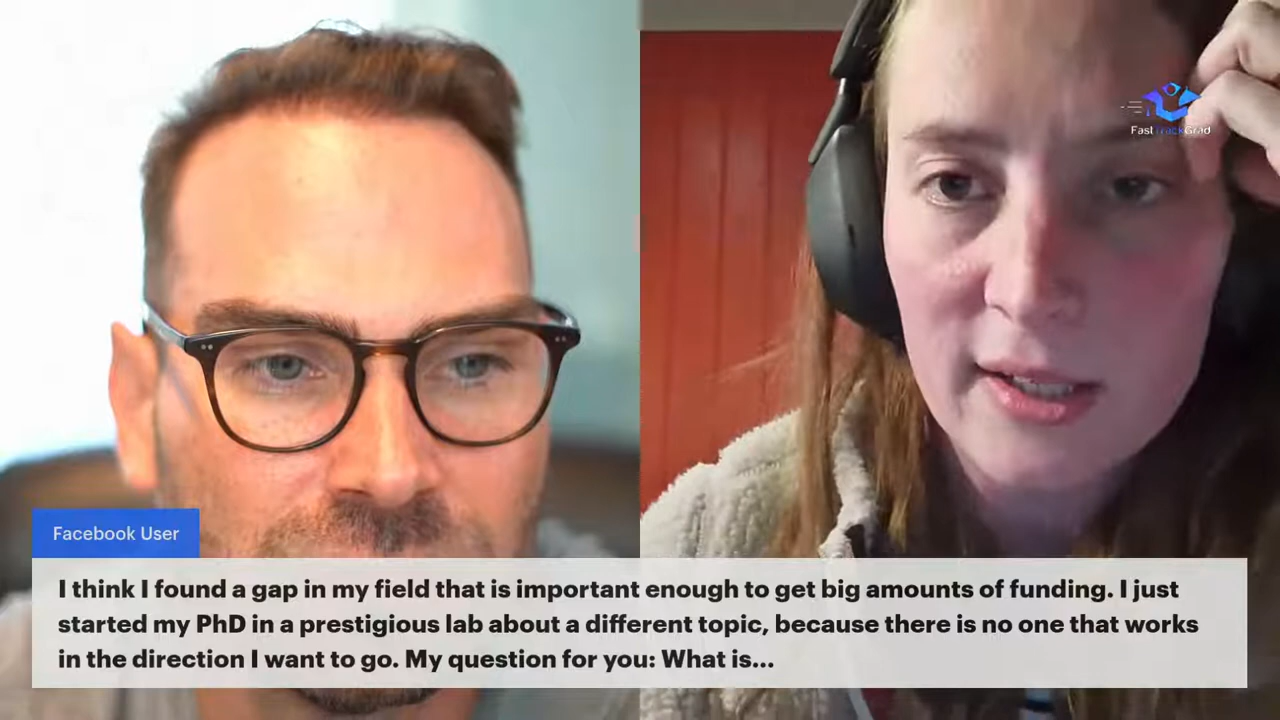 FastTrackGrad
Facebook User
I think I found a gap in my field that is important enough to get big amounts of funding. I just
started my PhD in a prestigious lab about a different topic, because there is no one that works
in the direction I want to go. My question for you: What is...